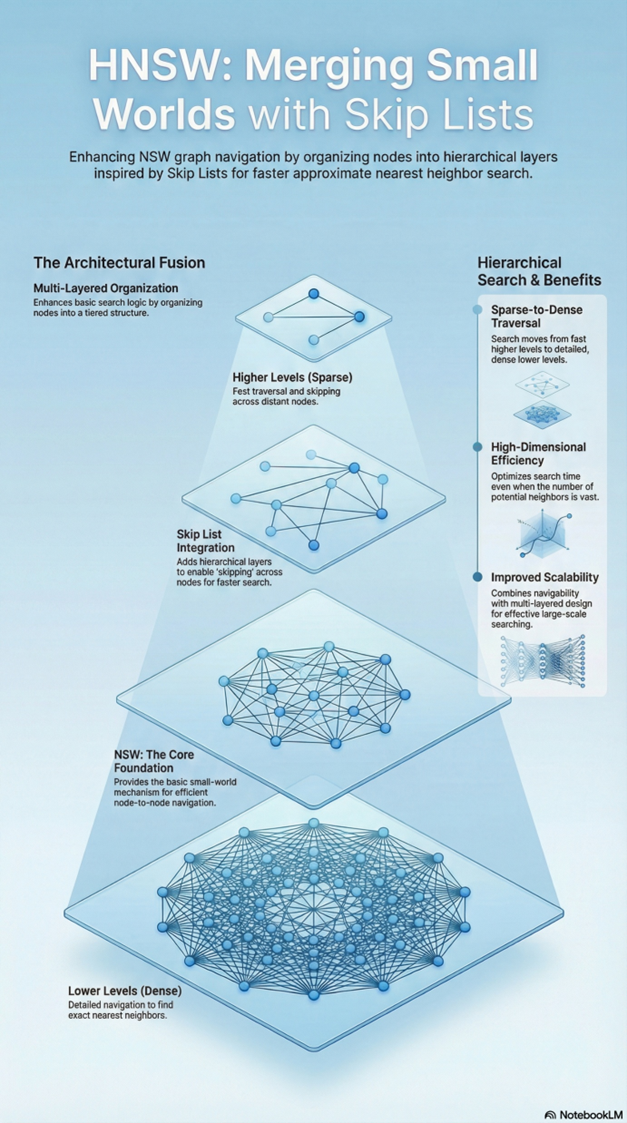 HNSW: Merging Small
Worlds with Skip Lists
Enhancing NSW graph navigation by organizing nodes into hierarchical layers
inspired by Skip Lists for faster approximate nearest neighbor search.
The Architectural Fusion
Multi-Layered Organization
Enhances basic search logic by organizing
nodes into a tiered structure.
Higher Levels (Sparse)
Fest traversal and skipping
across distant nodes.
Skip List
Integration
Adds hierarchical layers
to enable 'skipping' across
nodes for faster search.
NSW: The Core
Foundation
Provides the basic small-world
mechanism for efficient
node-to-node navigation.
Lower Levels (Dense)
Detailed navigation to find
exact nearest neighbors.
Hierarchical
Search & Benefits
Sparse-to-Dense
Traversal
Search moves from fast
higher levels to detailed,
dense lower levels.
High-Dimensional
Efficiency
Optimizes search time
even when the number of
potential neighbors is vast.
Improved Scalability
Combines navigability
with multi-layered design
for effective large-scale
searching.
NotebookLM